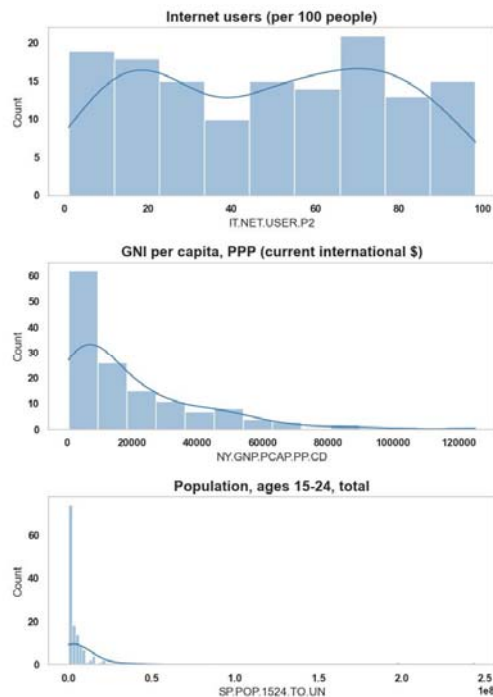 Internet users (per 100 people)
20
15
10
5
0
Count
0 20 40 60 80 100
IT.NET.USER.P2
GNI per capita, PPP (current international $)
60
50
40
30
20
10
0
Count
0 20000 40000 60000 80000 100000 120000
NY.GNP.PCAP.PP.CD
Population, ages 15-24, total
60
40
20
0
Count
0.0 0.5 1.0 1.5 2.0 2.5
1e8
SP.POP.1524.TO.UN